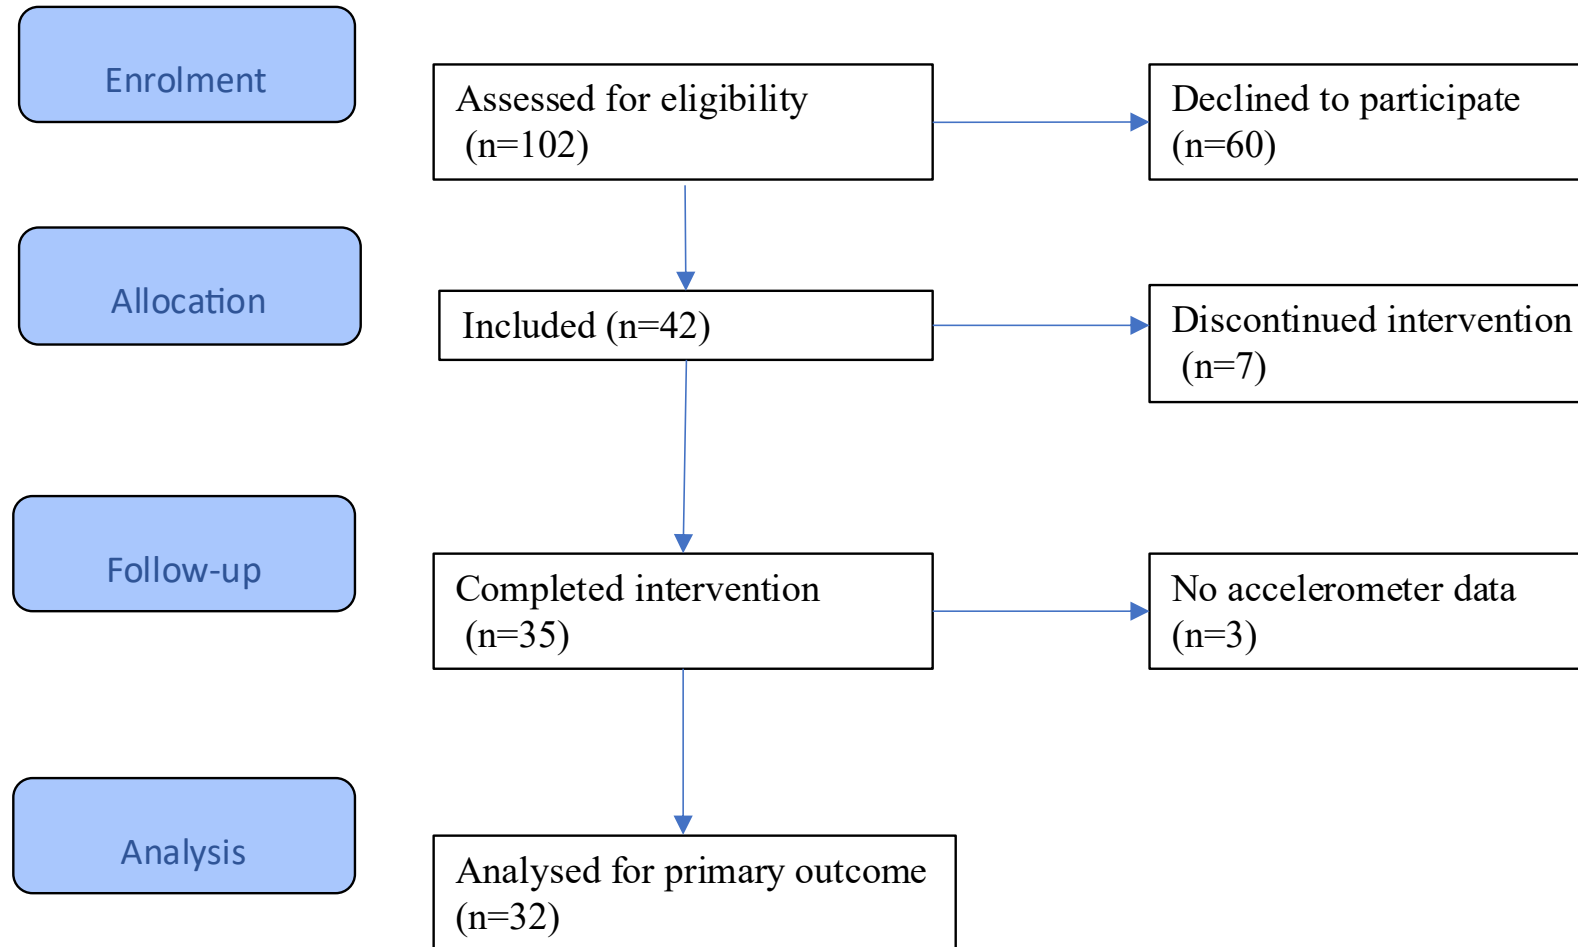 Enrolment
Assessed for eligibility
(n=102)
Declined to participate
(n=60)
Allocation
Included (n=42)
Discontinued intervention
(n=7)
Follow-up
Completed intervention
(n=35)
No accelerometer data
(n=3)
Analysis
Analysed for primary outcome
(n=32)